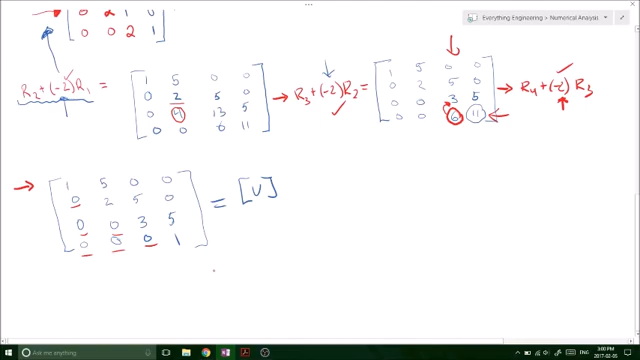 Everything Engineering » Numerical Analysis
0 2 1 0
0 0 2 1
R2 + (-2) R1 = 1 5 0 0 → R3 + (-2) R2 = 1 5 0 0 → R4 + (-2) R3
0 2 5 0 0 2 5 0
0 4 13 5 0 0 3 5
0 0 6 11 0 0 6 11
→ 1 5 0 0
0 2 5 0 = [U]
0 0 3 5
0 0 0 1
Ask me anything
3:00 PM
2017-02-05